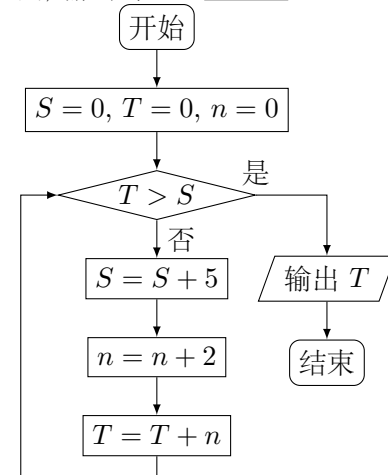 开始
S = 0, T = 0, n = 0
T > S
是
否
S = S + 5
输出 T
n = n + 2
结束
T = T + n